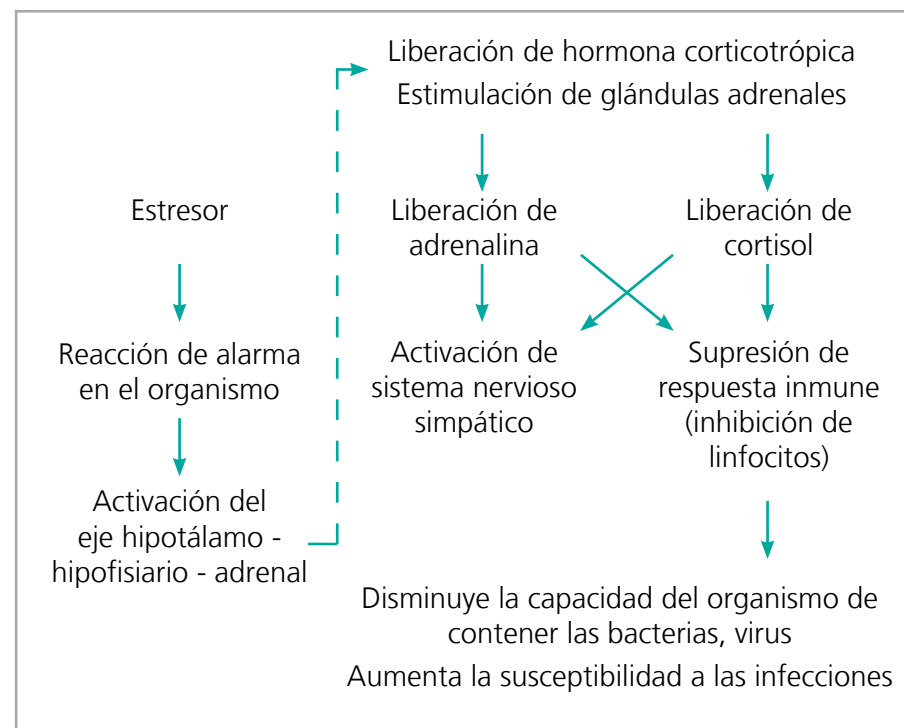 Estresor
Reacción de alarma
en el organismo
Activación del
eje hipotálamo -
hipofisiario - adrenal
Liberación de hormona corticotrópica
Estimulación de glándulas adrenales
Liberación de
adrenalina
Liberación de
cortisol
Activación de
sistema nervioso
simpático
Supresión de
respuesta inmune
(inhibición de
linfocitos)
Disminuye la capacidad del organismo de
contener las bacterias, virus
Aumenta la susceptibilidad a las infecciones